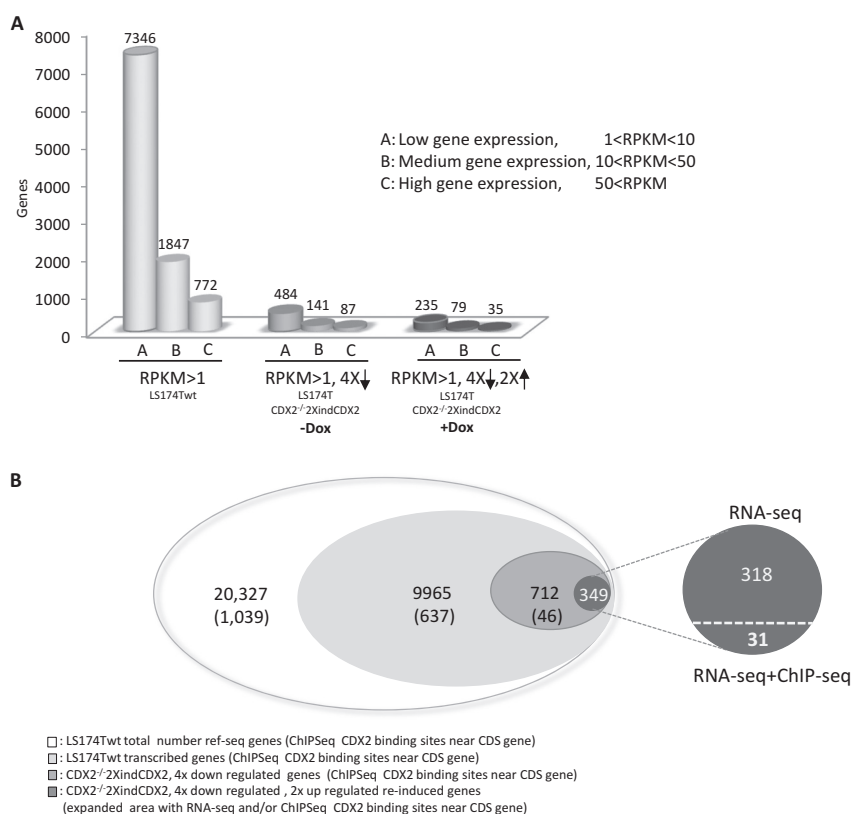 A
8000
7000
6000
5000
4000
3000
2000
1000
0
Genes
7346
1847
772
484
141
87
235
79
35
A: Low gene expression, 1<RPKM<10
B: Medium gene expression, 10<RPKM<50
C: High gene expression, 50<RPKM
A B C
A B C
A B C
RPKM>1
LS174Twt
RPKM>1, 4X↓
LS174T
CDX2-/-2XindCDX2
-Dox
RPKM>1, 4X↓,2X↑
LS174T
CDX2-/-2XindCDX2
+Dox
B
20,327
(1,039)
9965
(637)
712
(46)
349
RNA-seq
318
31
RNA-seq+ChIP-seq
: LS174Twt total number ref-seq genes (ChIPSeq CDX2 binding sites near CDS gene)
: LS174Twt transcribed genes (ChIPSeq CDX2 binding sites near CDS gene)
: CDX2-/-2XindCDX2, 4x down regulated genes (ChIPSeq CDX2 binding sites near CDS gene)
: CDX2-/-2XindCDX2, 4x down regulated , 2x up regulated re-induced genes
(expanded area with RNA-seq and/or ChIPSeq CDX2 binding sites near CDS gene)